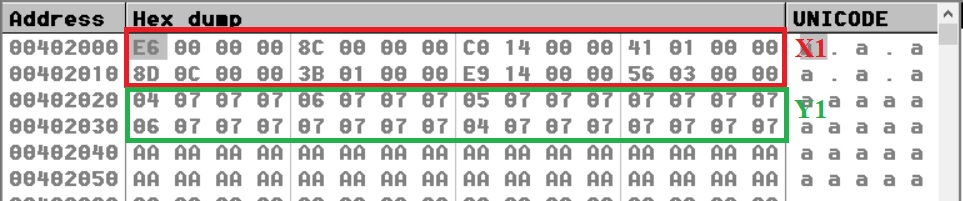 Address Hex dump UNICODE
00402000 E6 00 00 00 8C 00 00 00 C0 14 00 00 41 01 00 00 X1 . a . a
00402010 8D 0C 00 00 3B 01 00 00 E9 14 00 00 56 03 00 00 a . a . a
00402020 04 07 07 07 06 07 07 07 05 07 07 07 07 07 07 07 Y1 a a a a
00402030 06 07 07 07 07 07 07 07 04 07 07 07 07 07 07 07 a a a a a
00402040 AA AA AA AA AA AA AA AA AA AA AA AA AA AA AA AA a a a a a
00402050 AA AA AA AA AA AA AA AA AA AA AA AA AA AA AA AA a a a a a